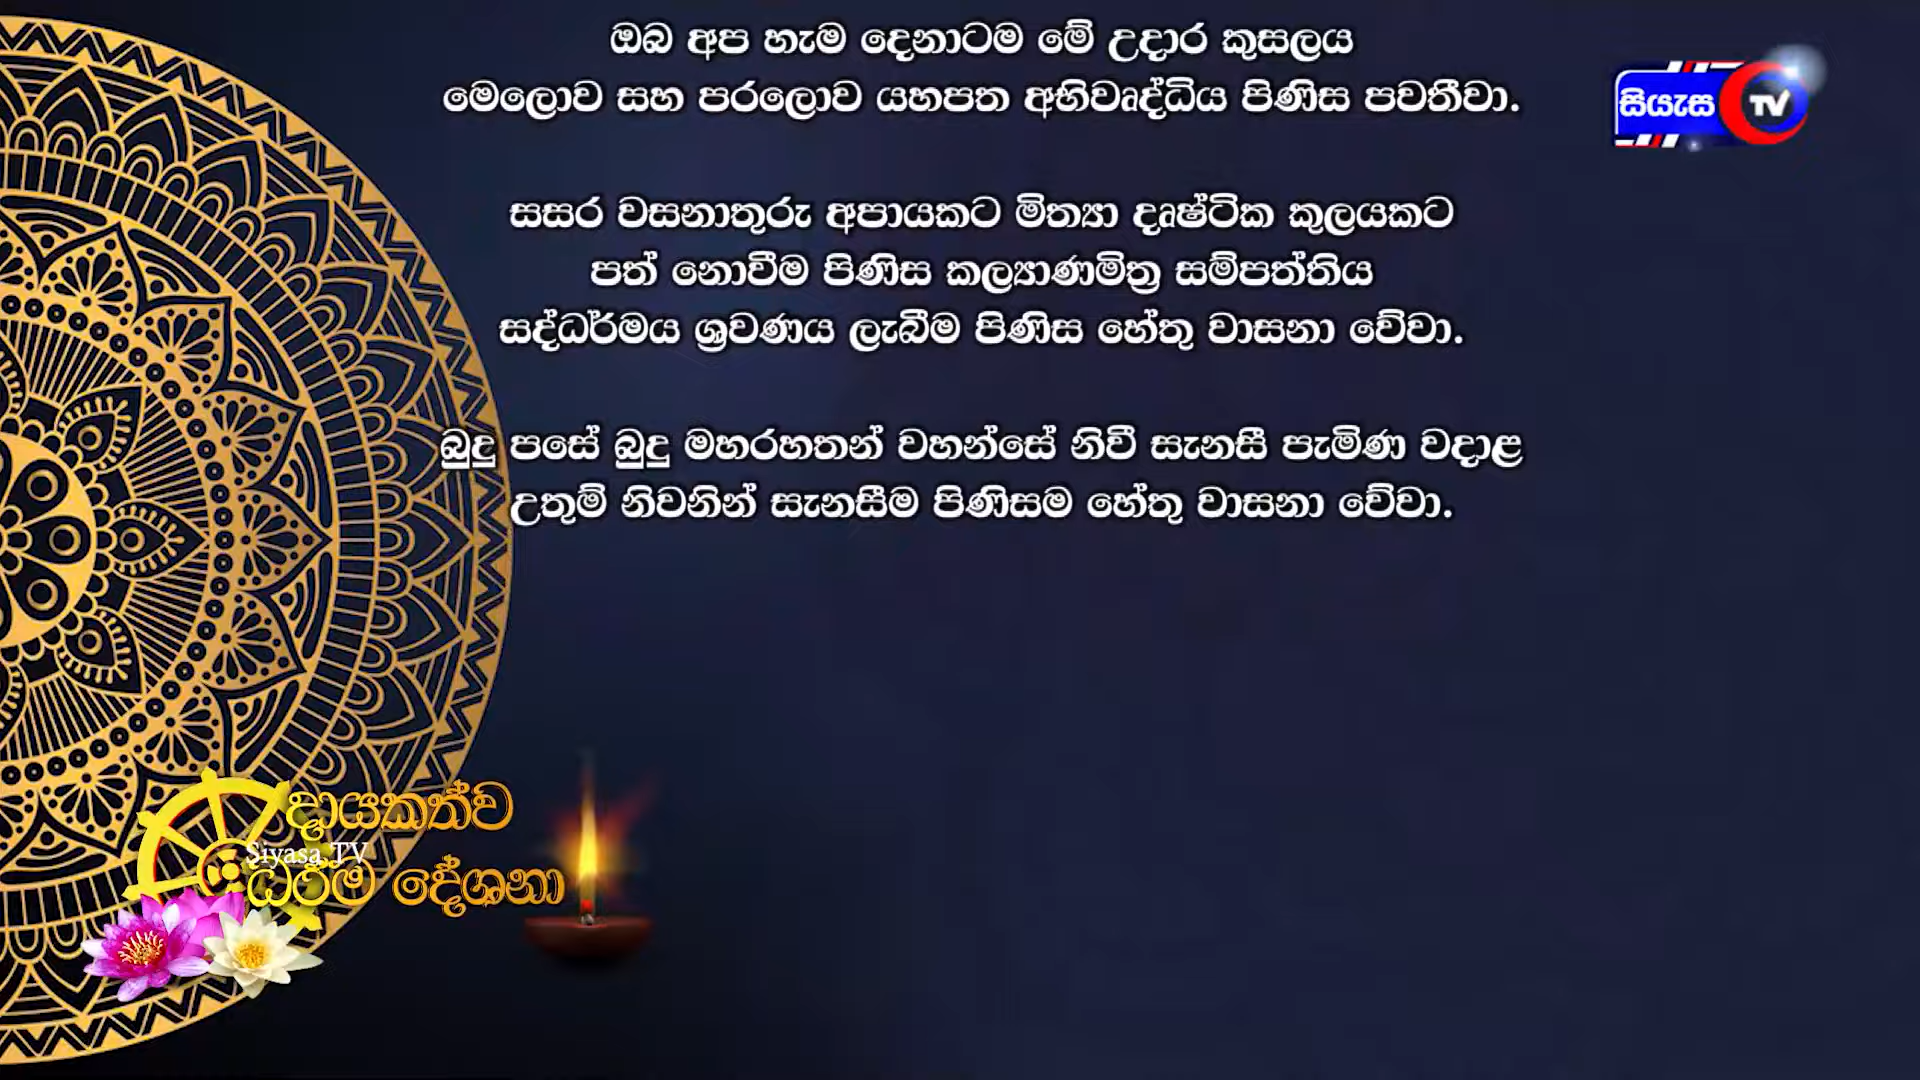 ඔබ අප හැම දෙනාටම මේ උදාර කුසලය
මෙලොව සහ පරලොව යහපත අභිවෘද්ධිය පිණිස පවතීවා.
සියැස TV
සසර වසනාතුරු අපායකට මිත්‍යා දෘෂ්ටික කුලයකට
පත් නොවීම පිණිස කල්‍යාණමිත්‍ර සම්පත්තිය
සද්ධර්මය ශ්‍රවණය ලැබීම පිණිස හේතු වාසනා වේවා.
බුදු පසේ බුදු මහරහතන් වහන්සේ නිවී සැනසී පැමිණ වදාළ
උතුම් නිවනින් සැනසීම පිණිසම හේතු වාසනා වේවා.
දායකත්ව
Siyasa TV
ධර්ම දේශනා